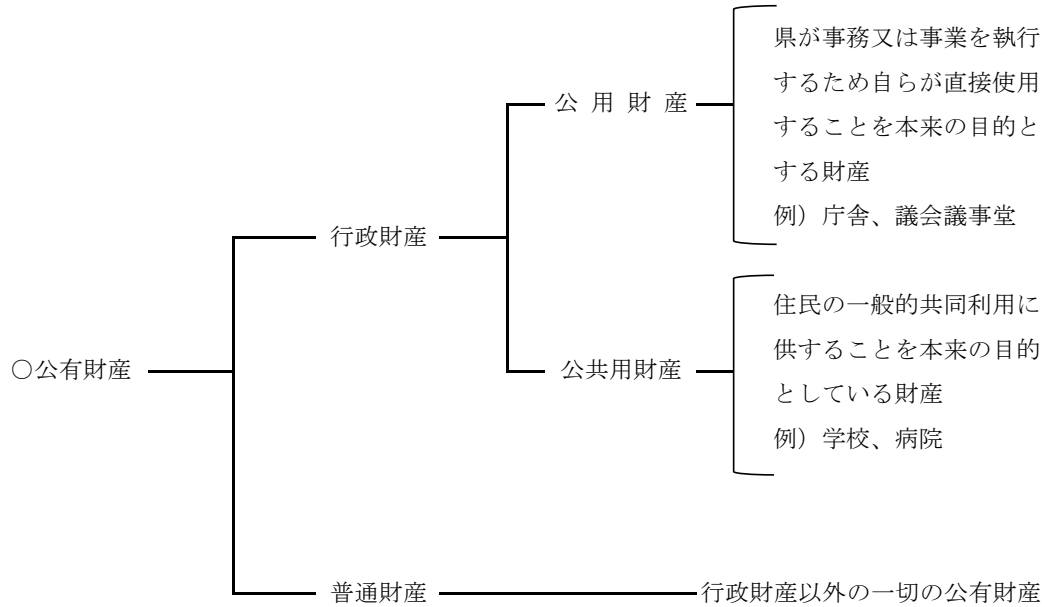 ○公有財産
行政財産
公用財産
県が事務又は事業を執行
するため自らが直接使用
することを本来の目的と
する財産
例）庁舎、議会議事堂
公共用財産
住民の一般的共同利用に
供することを本来の目的
としている財産
例）学校、病院
普通財産
行政財産以外の一切の公有財産